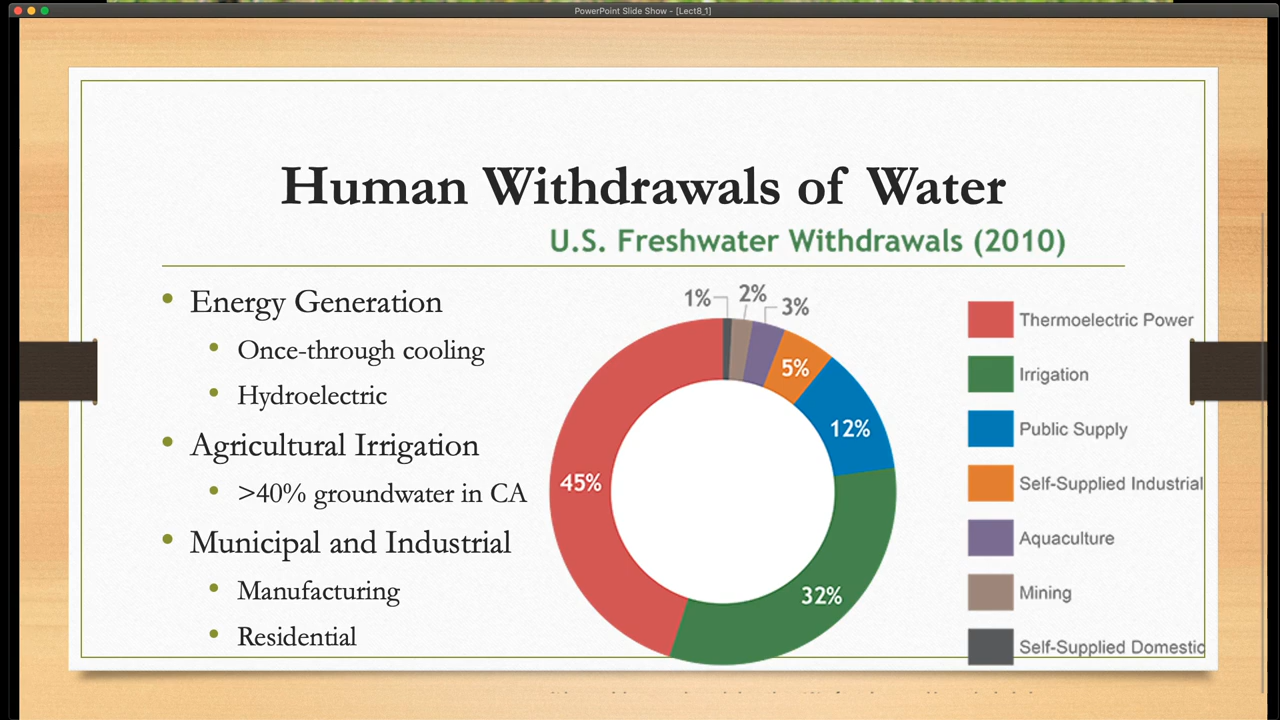 PowerPoint Slide Show - [Lect8_1]
Human Withdrawals of Water
U.S. Freshwater Withdrawals (2010)
• Energy Generation
• Once-through cooling
• Hydroelectric
• Agricultural Irrigation
• >40% groundwater in CA
• Municipal and Industrial
• Manufacturing
• Residential
1%
2%
3%
5%
12%
32%
45%
Thermoelectric Power
Irrigation
Public Supply
Self-Supplied Industrial
Aquaculture
Mining
Self-Supplied Domestic